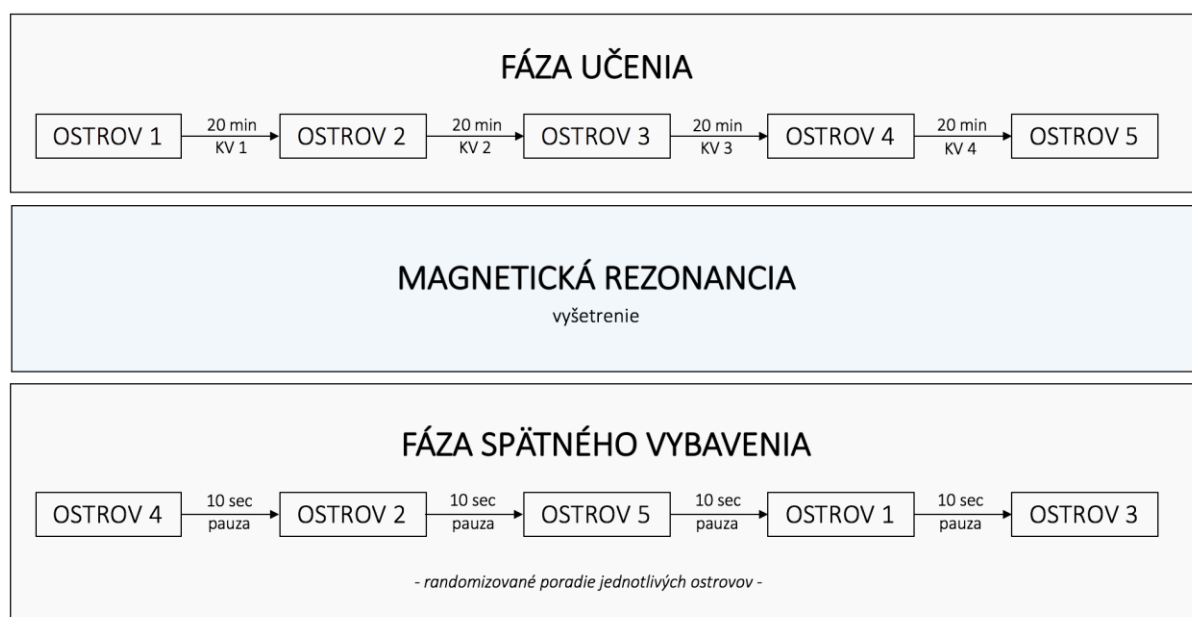 FÁZA UČENIA
OSTROV 1
20 min
KV 1
OSTROV 2
20 min
KV 2
OSTROV 3
20 min
KV 3
OSTROV 4
20 min
KV 4
OSTROV 5
MAGNETICKÁ REZONANCIA
vyšetrenie
FÁZA SPÄTNÉHO VYBAVENIA
OSTROV 4
10 sec
pauza
OSTROV 2
10 sec
pauza
OSTROV 5
10 sec
pauza
OSTROV 1
10 sec
pauza
OSTROV 3
- randomizované poradie jednotlivých ostrovov -